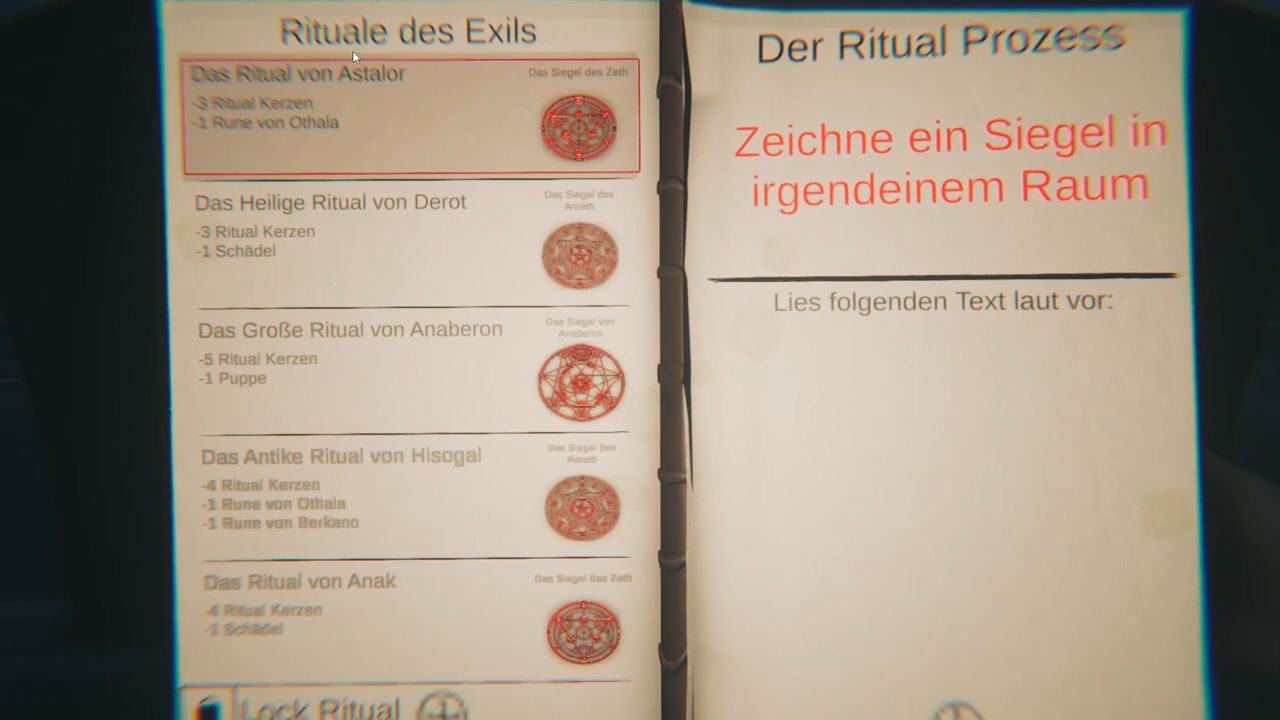 Rituale des Exils
Das Ritual von Astalor
Das Siegel des Zeth
-3 Ritual Kerzen
-1 Rune von Othala
Das Heilige Ritual von Derot
Das Siegel des
Ameth
-3 Ritual Kerzen
-1 Schädel
Das Große Ritual von Anaberon
Das Siegel von
Anaberon
-5 Ritual Kerzen
-1 Puppe
Das Antike Ritual von Hisogal
Das Siegel des
Ameth
-4 Ritual Kerzen
-1 Rune von Othala
-1 Rune von Berkano
Das Ritual von Anak
Das Siegel des Zeth
-4 Ritual Kerzen
-1 Schädel
Lock Ritual
Der Ritual Prozess
Zeichne ein Siegel in
irgendeinem Raum
Lies folgenden Text laut vor: